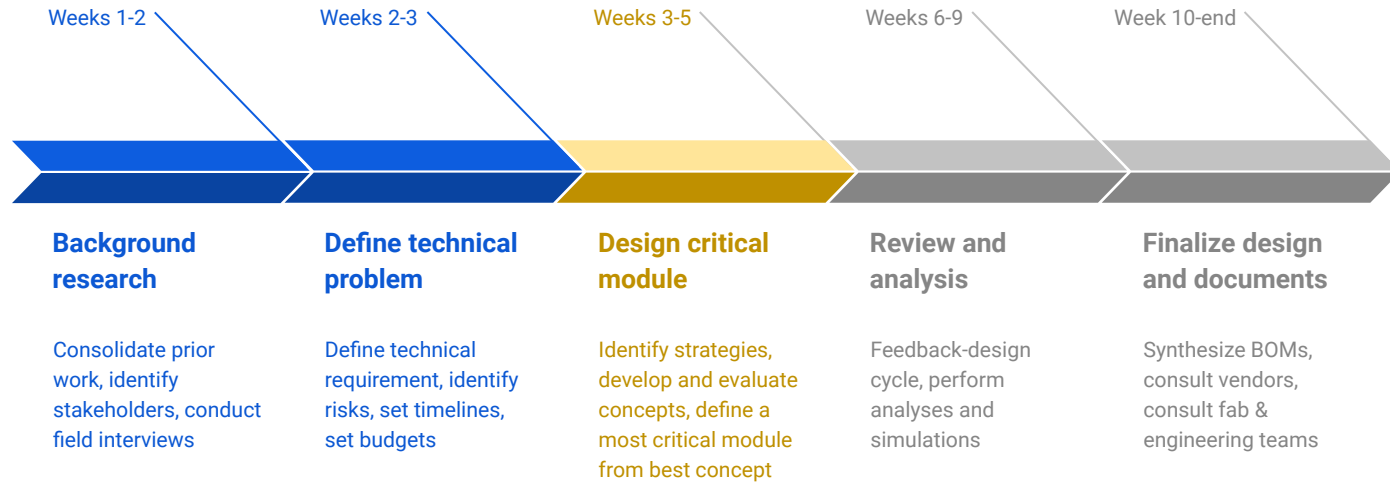 Weeks 1-2
Weeks 2-3
Weeks 3-5
Weeks 6-9
Week 10-end
Background
research
Consolidate prior
work, identify
stakeholders, conduct
field interviews
Define technical
problem
Define technical
requirement, identify
risks, set timelines,
set budgets
Design critical
module
Identify strategies,
develop and evaluate
concepts, define a
most critical module
from best concept
Review and
analysis
Feedback-design
cycle, perform
analyses and
simulations
Finalize design
and documents
Synthesize BOMs,
consult vendors,
consult fab &
engineering teams